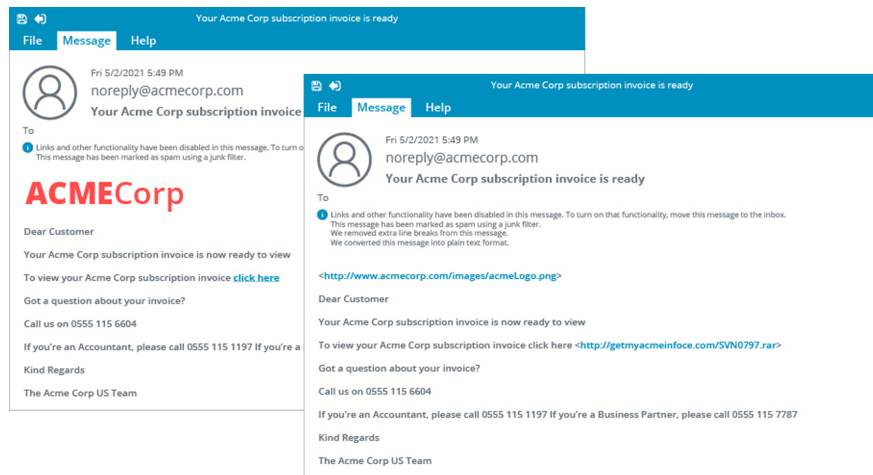 Your Acme Corp subscription invoice is ready
File Message Help
Fri 5/2/2021 5:49 PM
noreply@acmecorp.com
Your Acme Corp subscription invoice
To
Links and other functionality have been disabled in this message. To turn o
This message has been marked as spam using a junk filter.
ACMECorp
Dear Customer
Your Acme Corp subscription invoice is now ready to view
To view your Acme Corp subscription invoice click here
Got a question about your invoice?
Call us on 0555 115 6604
If you're an Accountant, please call 0555 115 1197 If you're a
Kind Regards
The Acme Corp US Team
Your Acme Corp subscription invoice is ready
File Message Help
Fri 5/2/2021 5:49 PM
noreply@acmecorp.com
Your Acme Corp subscription invoice is ready
To
Links and other functionality have been disabled in this message. To turn on that functionality, move this message to the inbox.
This message has been marked as spam using a junk filter.
We removed extra line breaks from this message.
We converted this message into plain text format.
<http://www.acmecorp.com/images/acmeLogo.png>
Dear Customer
Your Acme Corp subscription invoice is now ready to view
To view your Acme Corp subscription invoice click here <http://getmyacmeinfoce.com/SVN0797.rar>
Got a question about your invoice?
Call us on 0555 115 6604
If you're an Accountant, please call 0555 115 1197 If you're a Business Partner, please call 0555 115 7787
Kind Regards
The Acme Corp US Team